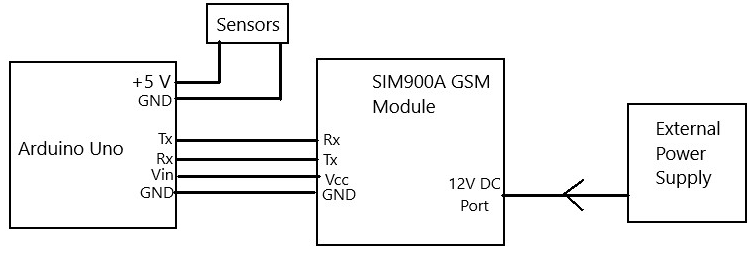 Sensors
+5 V
GND
Arduino Uno
Tx
Rx
Vin
GND
SIM900A GSM
Module
Rx
Tx
Vcc
GND
12V DC
Port
External
Power
Supply